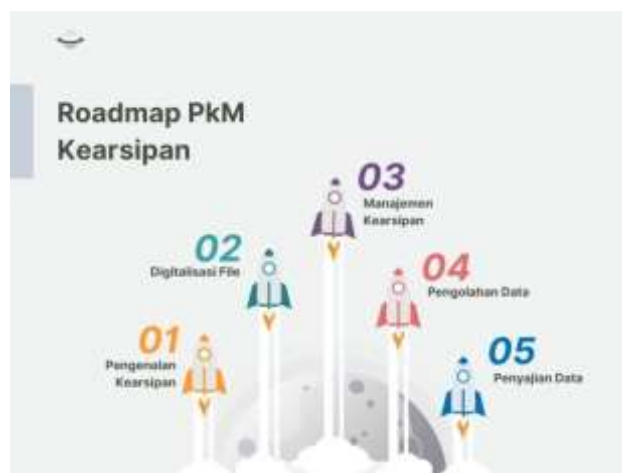 Roadmap PkM
Kearsipan
01
Pengenalan
Kearsipan
02
Digitalisasi File
03
Manajemen
Kearsipan
04
Pengolahan Data
05
Penyajian Data